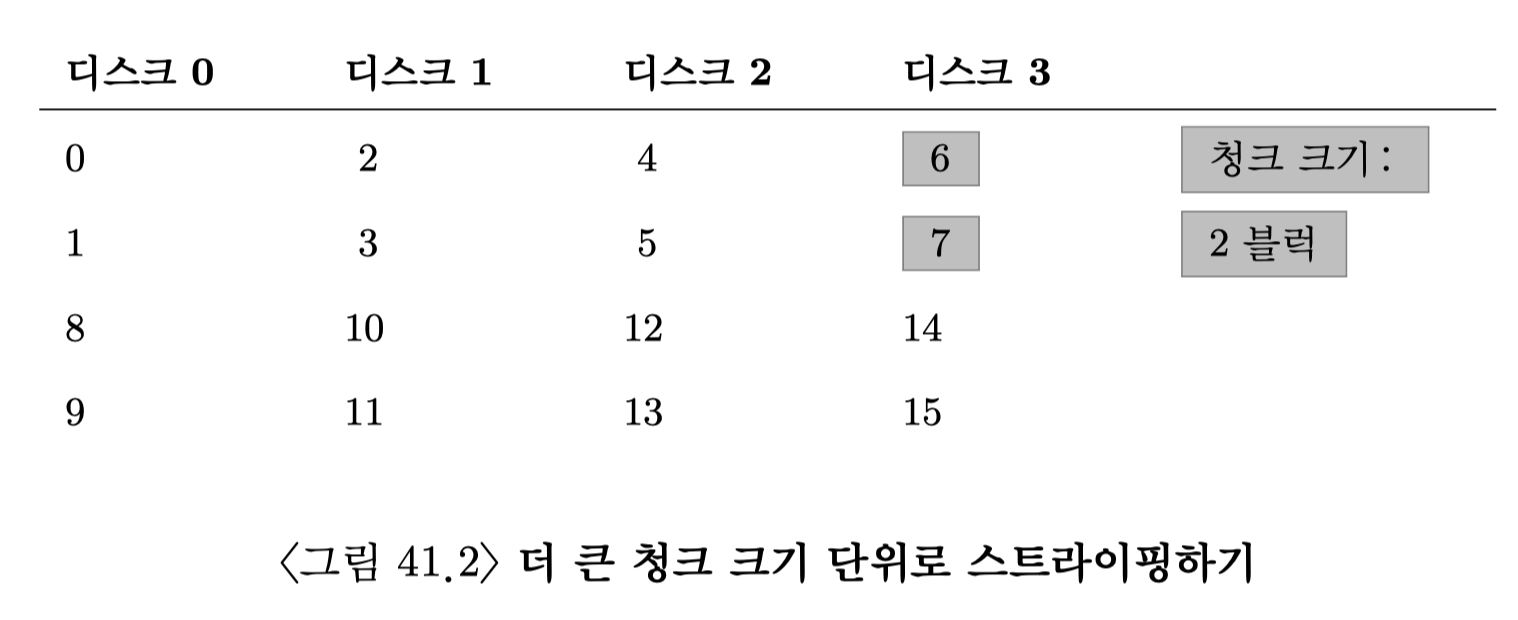 디스크 0 디스크 1 디스크 2 디스크 3
0 2 4 6 청크 크기 :
1 3 5 7 2 블럭
8 10 12 14
9 11 13 15
〈그림 41.2〉 더 큰 청크 크기 단위로 스트라이핑하기